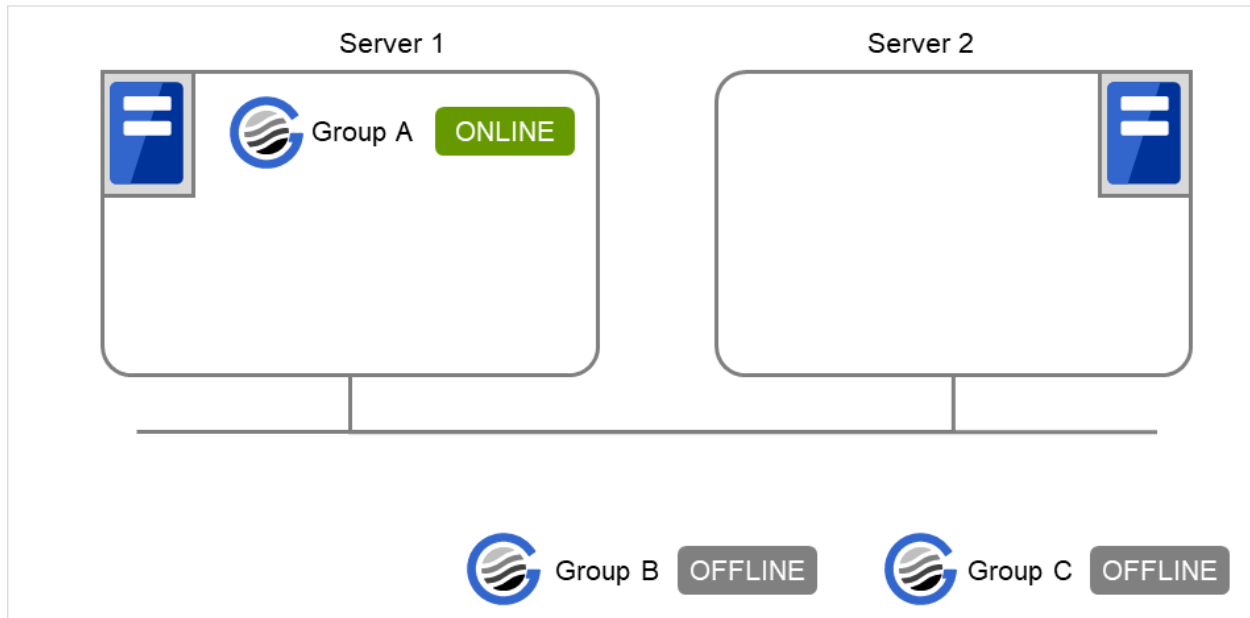 Server 1
Server 2
Group A ONLINE
Group B OFFLINE
Group C OFFLINE